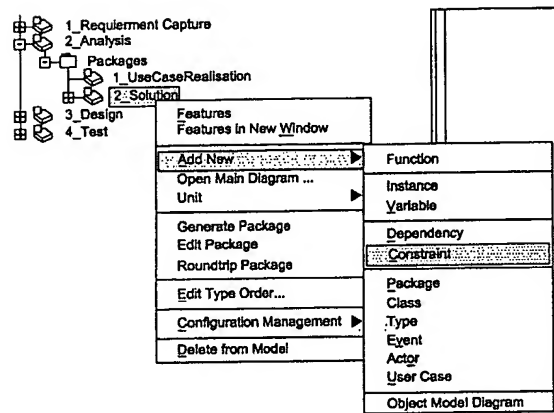 1_Requierment Capture
2_Analysis
Packages
1_UseCaseRealisation
2_Solution
3_Design
4_Test
Features
Features in New Window
Add New
Open Main Diagram ...
Unit
Generate Package
Edit Package
Roundtrip Package
Edit Type Order...
Configuration Management
Delete from Model
Function
Instance
Variable
Dependency
Constraint
Package
Class
Type
Event
Actor
User Case
Object Model Diagram